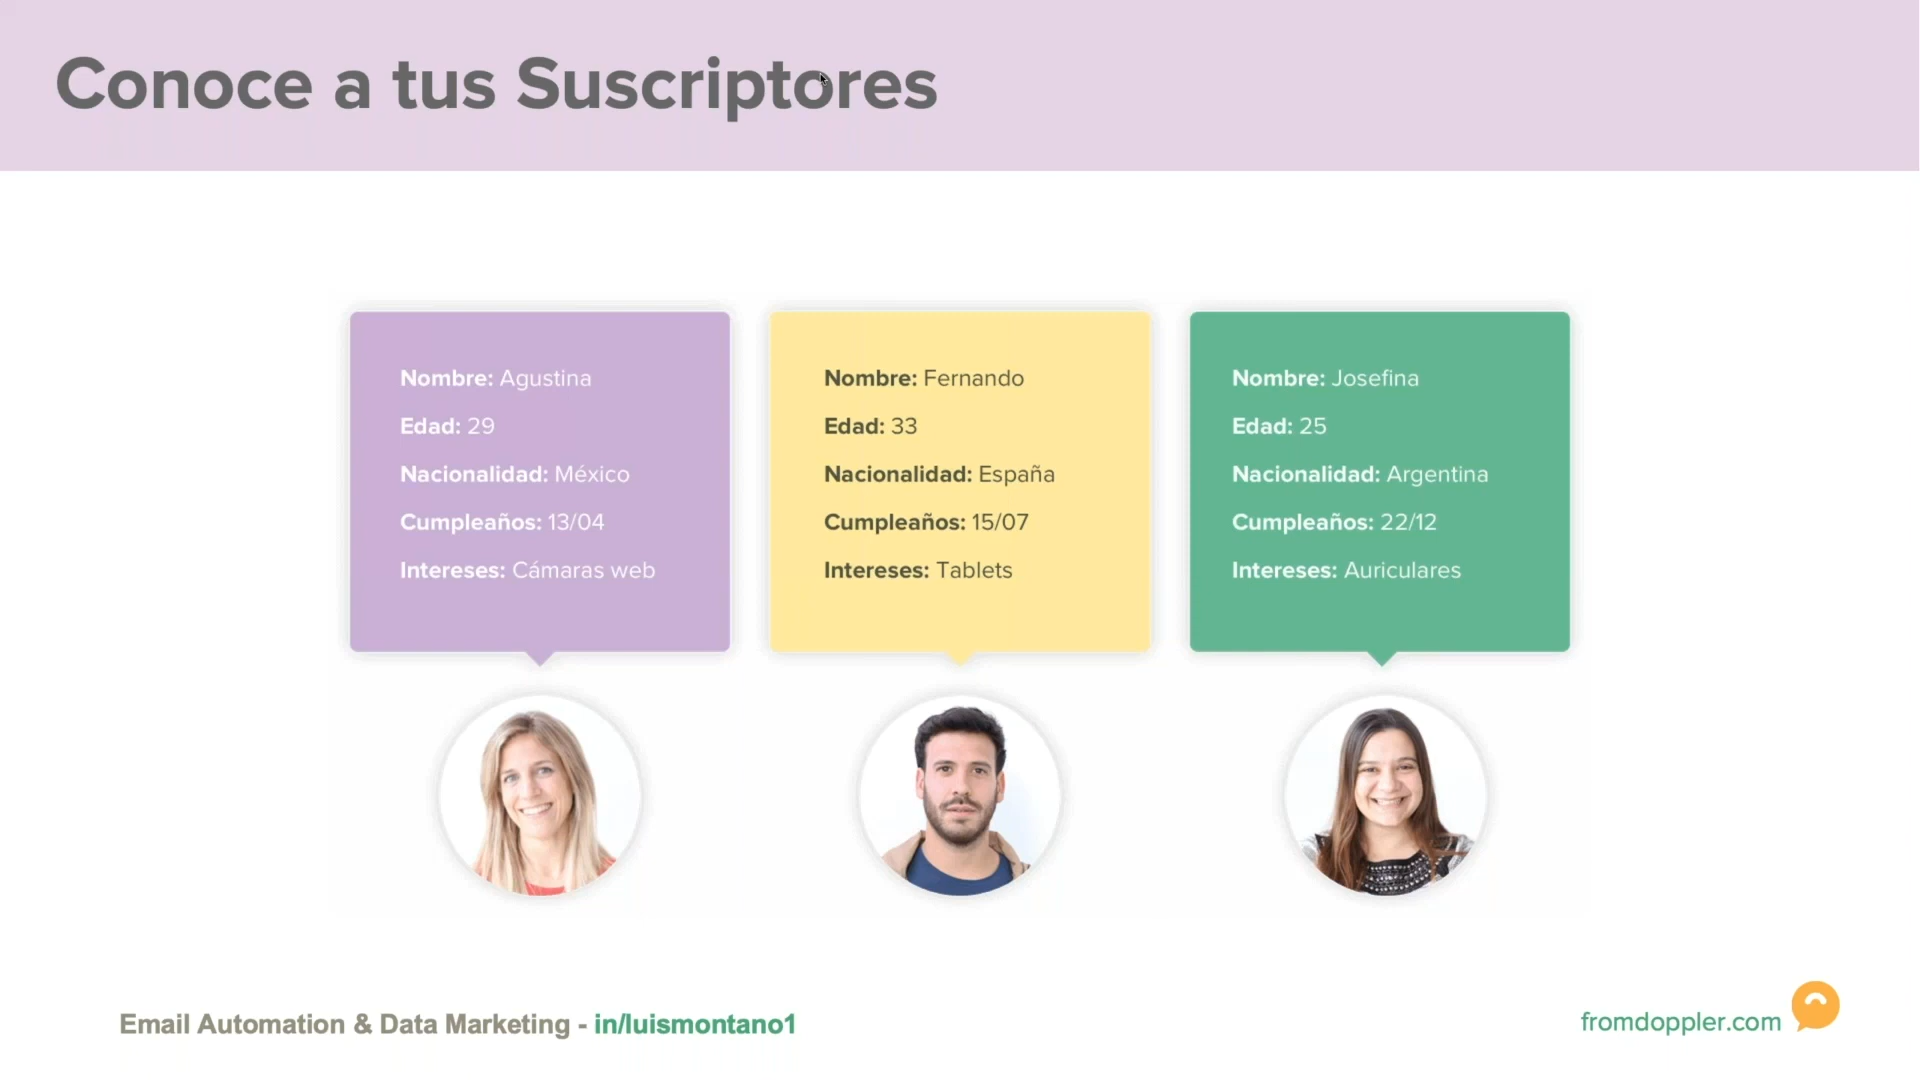 Conoce a tus Suscriptores
Nombre: Agustina
Edad: 29
Nacionalidad: México
Cumpleaños: 13/04
Intereses: Cámaras web
Nombre: Fernando
Edad: 33
Nacionalidad: España
Cumpleaños: 15/07
Intereses: Tablets
Nombre: Josefina
Edad: 25
Nacionalidad: Argentina
Cumpleaños: 22/12
Intereses: Auriculares
Email Automation & Data Marketing - in/luismontano1
fromdoppler.com